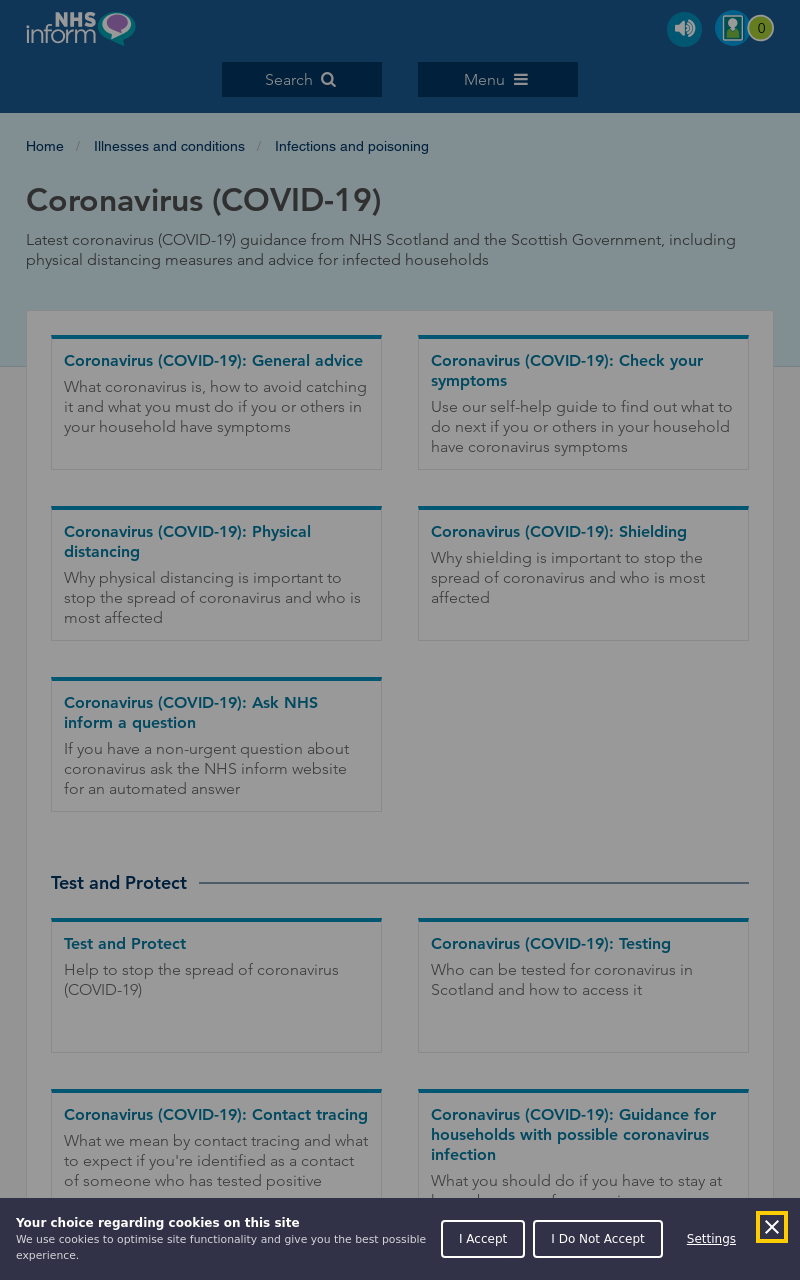 NHS
inform
0
Search
Menu
Home / Illnesses and conditions / Infections and poisoning
Coronavirus (COVID-19)
Latest coronavirus (COVID-19) guidance from NHS Scotland and the Scottish Government, including
physical distancing measures and advice for infected households
Coronavirus (COVID-19): General advice
What coronavirus is, how to avoid catching
it and what you must do if you or others in
your household have symptoms
Coronavirus (COVID-19): Check your
symptoms
Use our self-help guide to find out what to
do next if you or others in your household
have coronavirus symptoms
Coronavirus (COVID-19): Physical
distancing
Why physical distancing is important to
stop the spread of coronavirus and who is
most affected
Coronavirus (COVID-19): Shielding
Why shielding is important to stop the
spread of coronavirus and who is most
affected
Coronavirus (COVID-19): Ask NHS
inform a question
If you have a non-urgent question about
coronavirus ask the NHS inform website
for an automated answer
Test and Protect
Test and Protect
Help to stop the spread of coronavirus
(COVID-19)
Coronavirus (COVID-19): Testing
Who can be tested for coronavirus in
Scotland and how to access it
Coronavirus (COVID-19): Contact tracing
What we mean by contact tracing and what
to expect if you're identified as a contact
of someone who has tested positive
Coronavirus (COVID-19): Guidance for
households with possible coronavirus
infection
What you should do if you have to stay at
Your choice regarding cookies on this site
We use cookies to optimise site functionality and give you the best possible
experience.
I Accept
I Do Not Accept
Settings